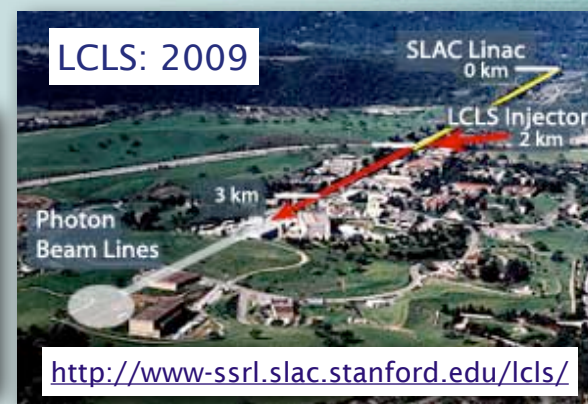 LCLS: 2009
SLAC Linac
0 km
LCLS Injector
2 km
3 km
Photon
Beam Lines
http://www-ssrl.slac.stanford.edu/lcls/